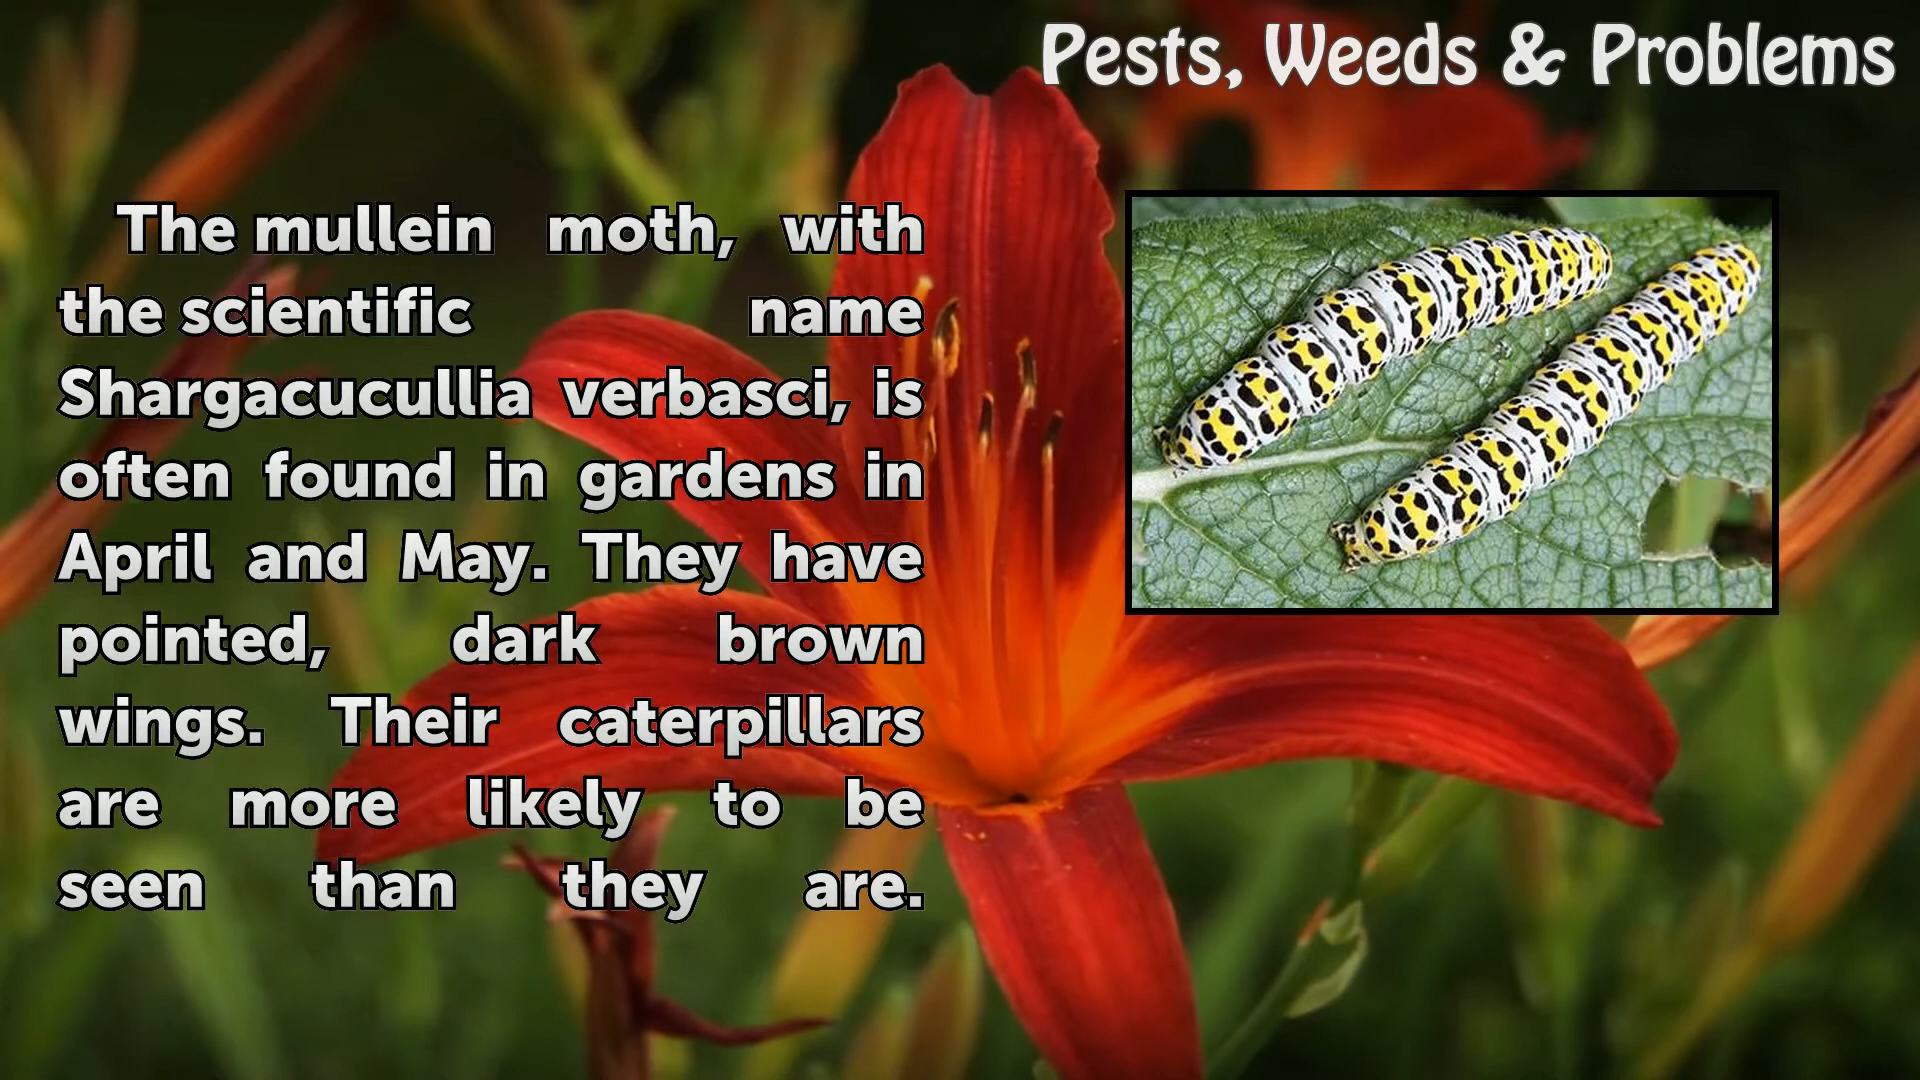 Pests, Weeds & Problems
The mullein moth, with
the scientific name
Shargacucullia verbasci, is
often found in gardens in
April and May. They have
pointed, dark brown
wings. Their caterpillars
are more likely to be
seen than they are.